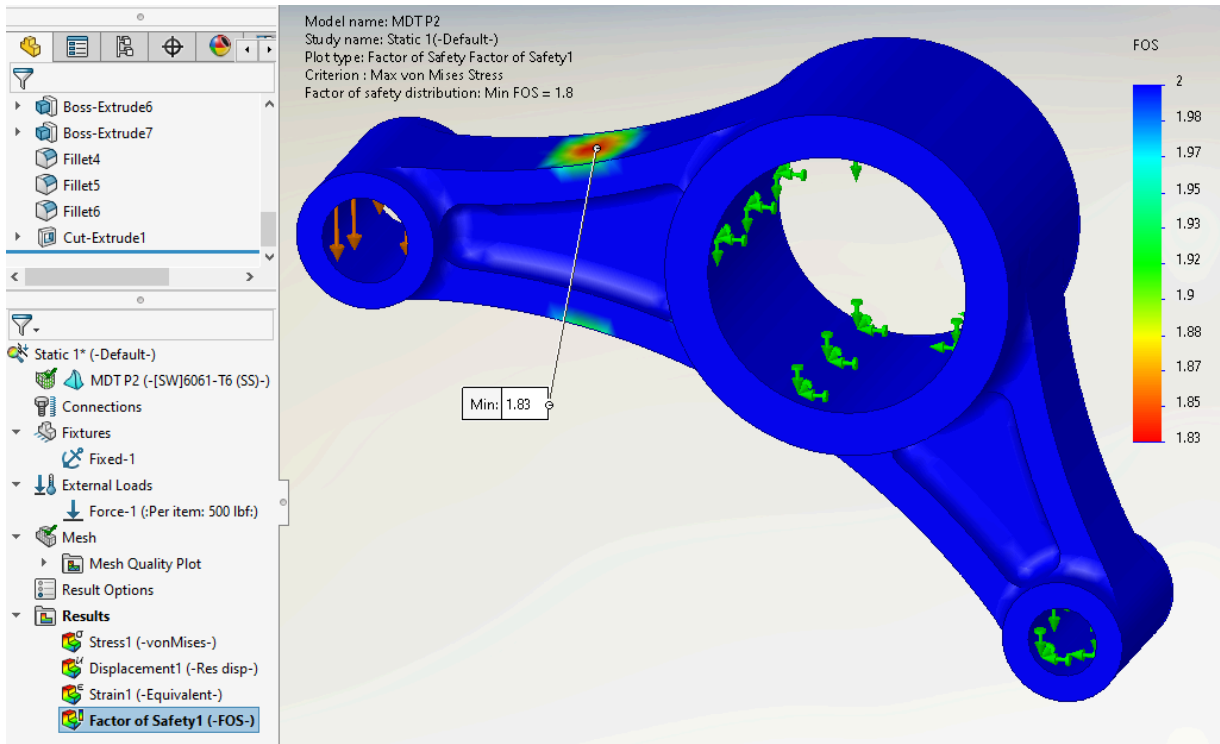 Boss-Extrude6
Boss-Extrude7
Fillet4
Fillet5
Fillet6
Cut-Extrude1
Static 1* (-Default-)
MDT P2 (-[SW]6061-T6 (SS)-)
Connections
Fixtures
Fixed-1
External Loads
Force-1 (:Per item: 500 lbf:)
Mesh
Mesh Quality Plot
Result Options
Results
Stress1 (-vonMises-)
Displacement1 (-Res disp-)
Strain1 (-Equivalent-)
Factor of Safety1 (-FOS-)
Model name: MDT P2
Study name: Static 1(-Default-)
Plot type: Factor of Safety Factor of Safety1
Criterion : Max von Mises Stress
Factor of safety distribution: Min FOS = 1.8
Min: 1.83
FOS
2
1.98
1.97
1.95
1.93
1.92
1.9
1.88
1.87
1.85
1.83